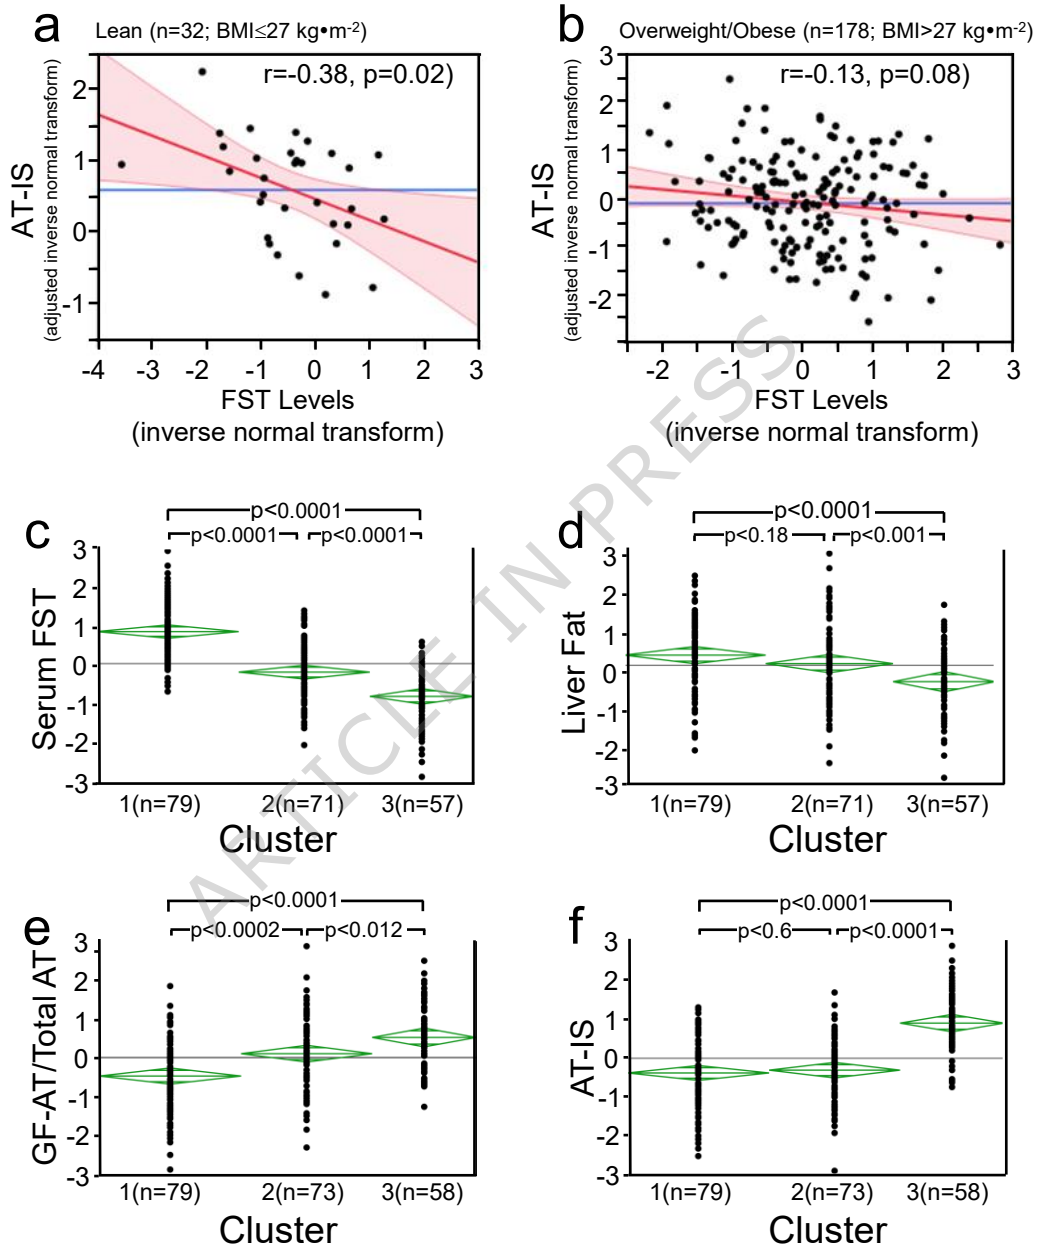 a Lean (n=32; BMI≤27 kg•m-2)
r=-0.38, p=0.02)
AT-IS
(adjusted inverse normal transform)
2
1
0
-1
-4 -3 -2 -1 0 1 2 3
FST Levels
(inverse normal transform)
b Overweight/Obese (n=178; BMI>27 kg•m-2)
r=-0.13, p=0.08)
AT-IS
(adjusted inverse normal transform)
3
2
1
0
-1
-2
-3
-2 -1 0 1 2 3
FST Levels
(inverse normal transform)
c
p<0.0001
p<0.0001 p<0.0001
Serum FST
3
2
1
0
-1
-2
-3
1(n=79) 2(n=71) 3(n=57)
Cluster
d
p<0.0001
p<0.18 p<0.001
Liver Fat
3
2
1
0
-1
-2
-3
1(n=79) 2(n=71) 3(n=57)
Cluster
e
p<0.0001
p<0.0002 p<0.012
GF-AT/Total AT
3
2
1
0
-1
-2
-3
1(n=79) 2(n=73) 3(n=58)
Cluster
f
p<0.0001
p<0.6 p<0.0001
AT-IS
3
2
1
0
-1
-2
-3
1(n=79) 2(n=73) 3(n=58)
Cluster
ARTICLE IN PRESS